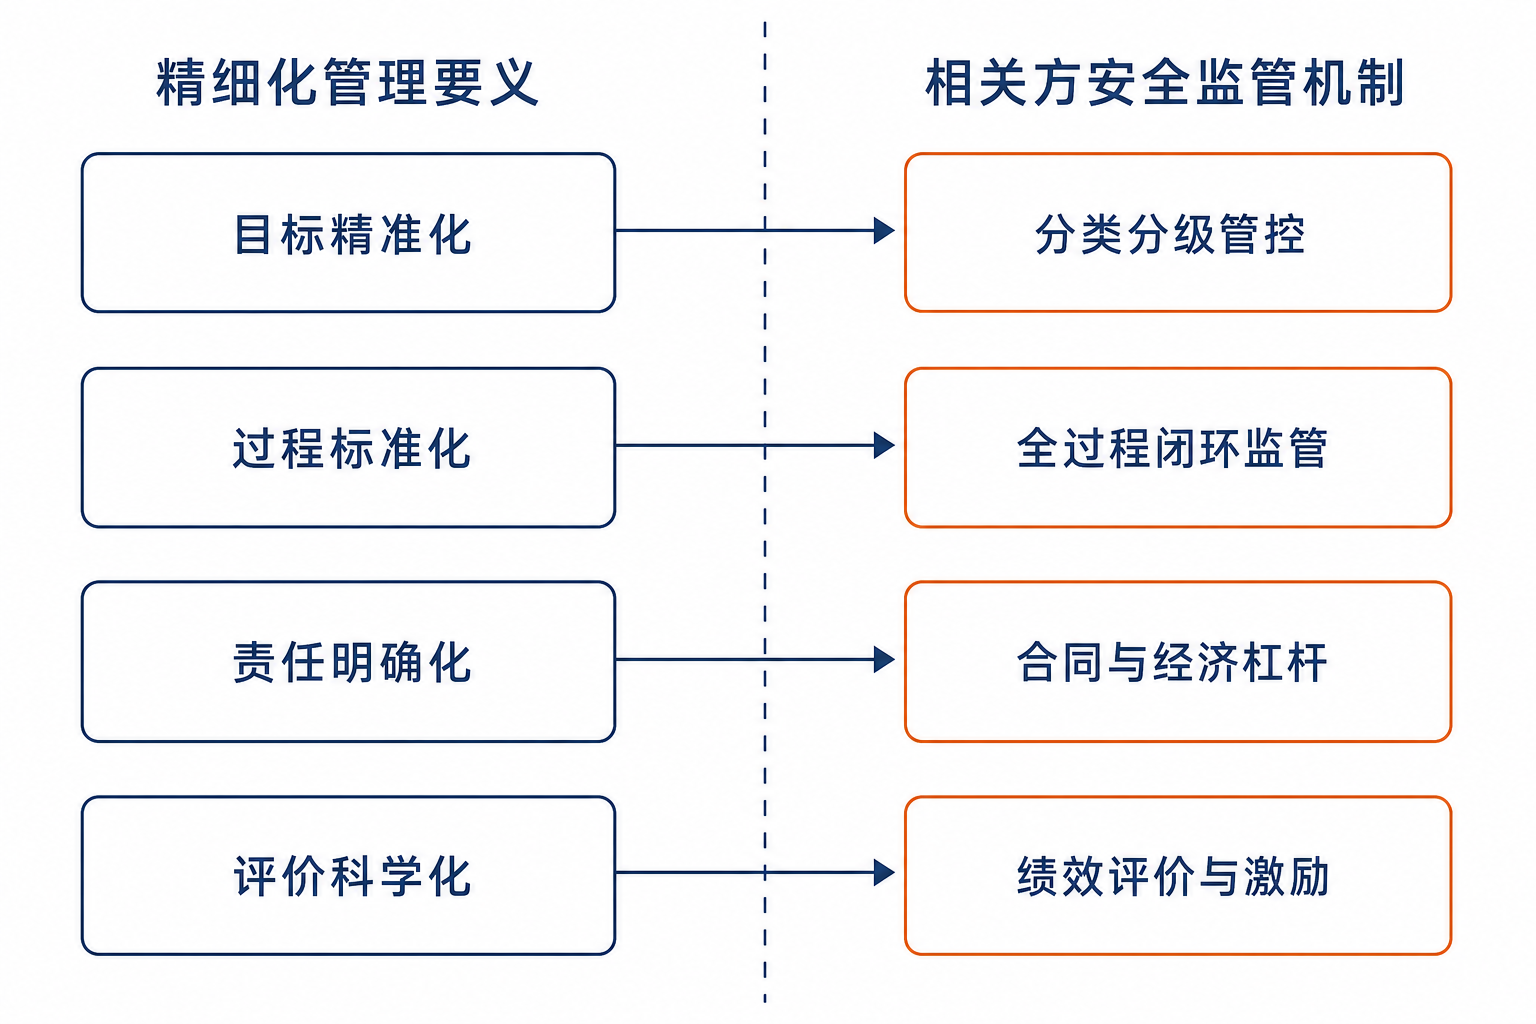 精细化管理要义
相关方安全监管机制
目标精准化
分类分级管控
过程标准化
全过程闭环监管
责任明确化
合同与经济杠杆
评价科学化
绩效评价与激励